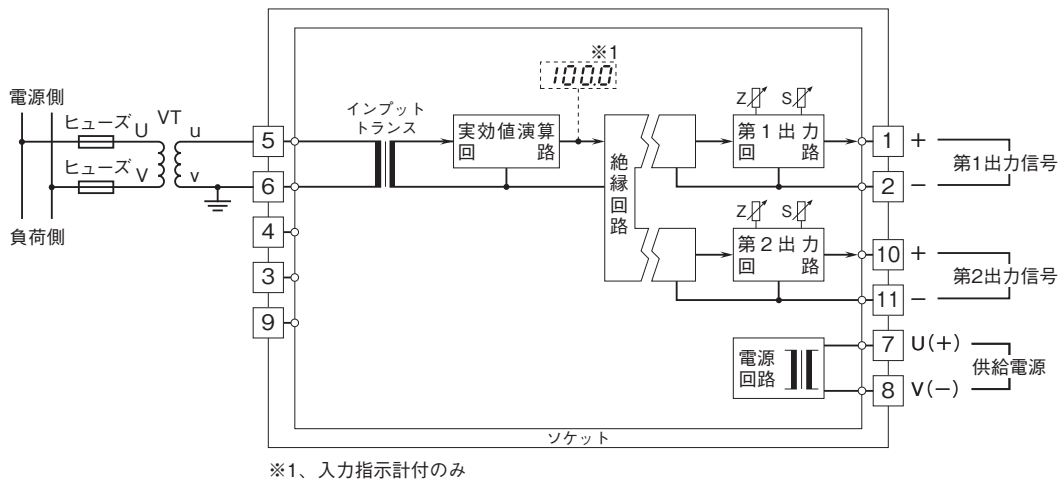 ※1
100.0
電源側
ヒューズ U VT u
インプット
トランス
実効値演算
回路
Z S
第1出力
回路
5
1 +
第1出力信号
ヒューズ V v
6
2 −
絶縁回路
負荷側
4
Z S
第2出力
回路
10 +
第2出力信号
3
11 −
9
7 U(+)
電源
回路
供給電源
8 V(−)
ソケット
※1、入力指示計付のみ